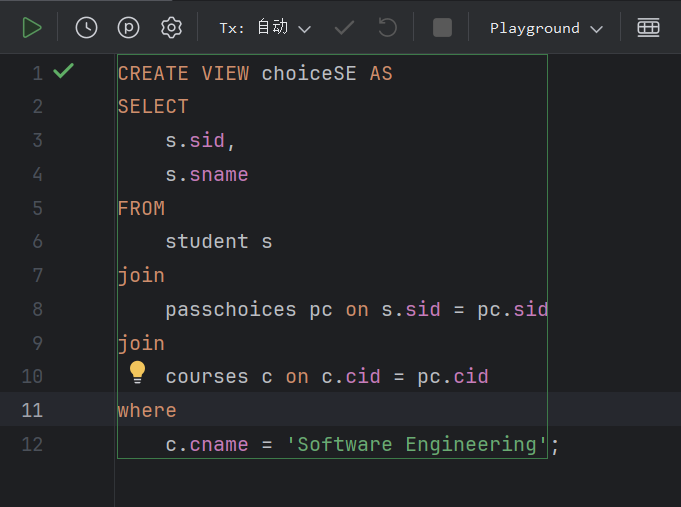 Tx: 自动 Playground
1 CREATE VIEW choiceSE AS
2 SELECT
3 s.sid,
4 s.sname
5 FROM
6 student s
7 join
8 passchoices pc on s.sid = pc.sid
9 join
10 courses c on c.cid = pc.cid
11 where
12 c.cname = 'Software Engineering';